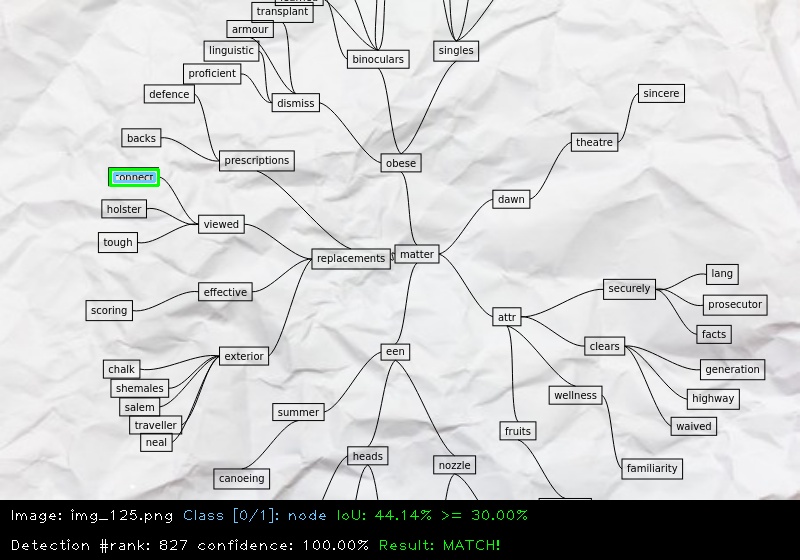 transplant
armour
linguistic
proficient
defence
dismiss
binoculars
singles
sincere
theatre
backs
prescriptions
obese
connect
dawn
holster
viewed
tough
replacements
matter
lang
securely
prosecutor
effective
scoring
attr
facts
exterior
een
clears
chalk
shemales
salem
traveller
neal
generation
highway
waived
wellness
summer
fruits
heads
nozzle
familiarity
canoeing
Image: img_125.png Class [0/1]: node IoU: 44.14% >= 30.00%
Detection #rank: 827 confidence: 100.00% Result: MATCH!